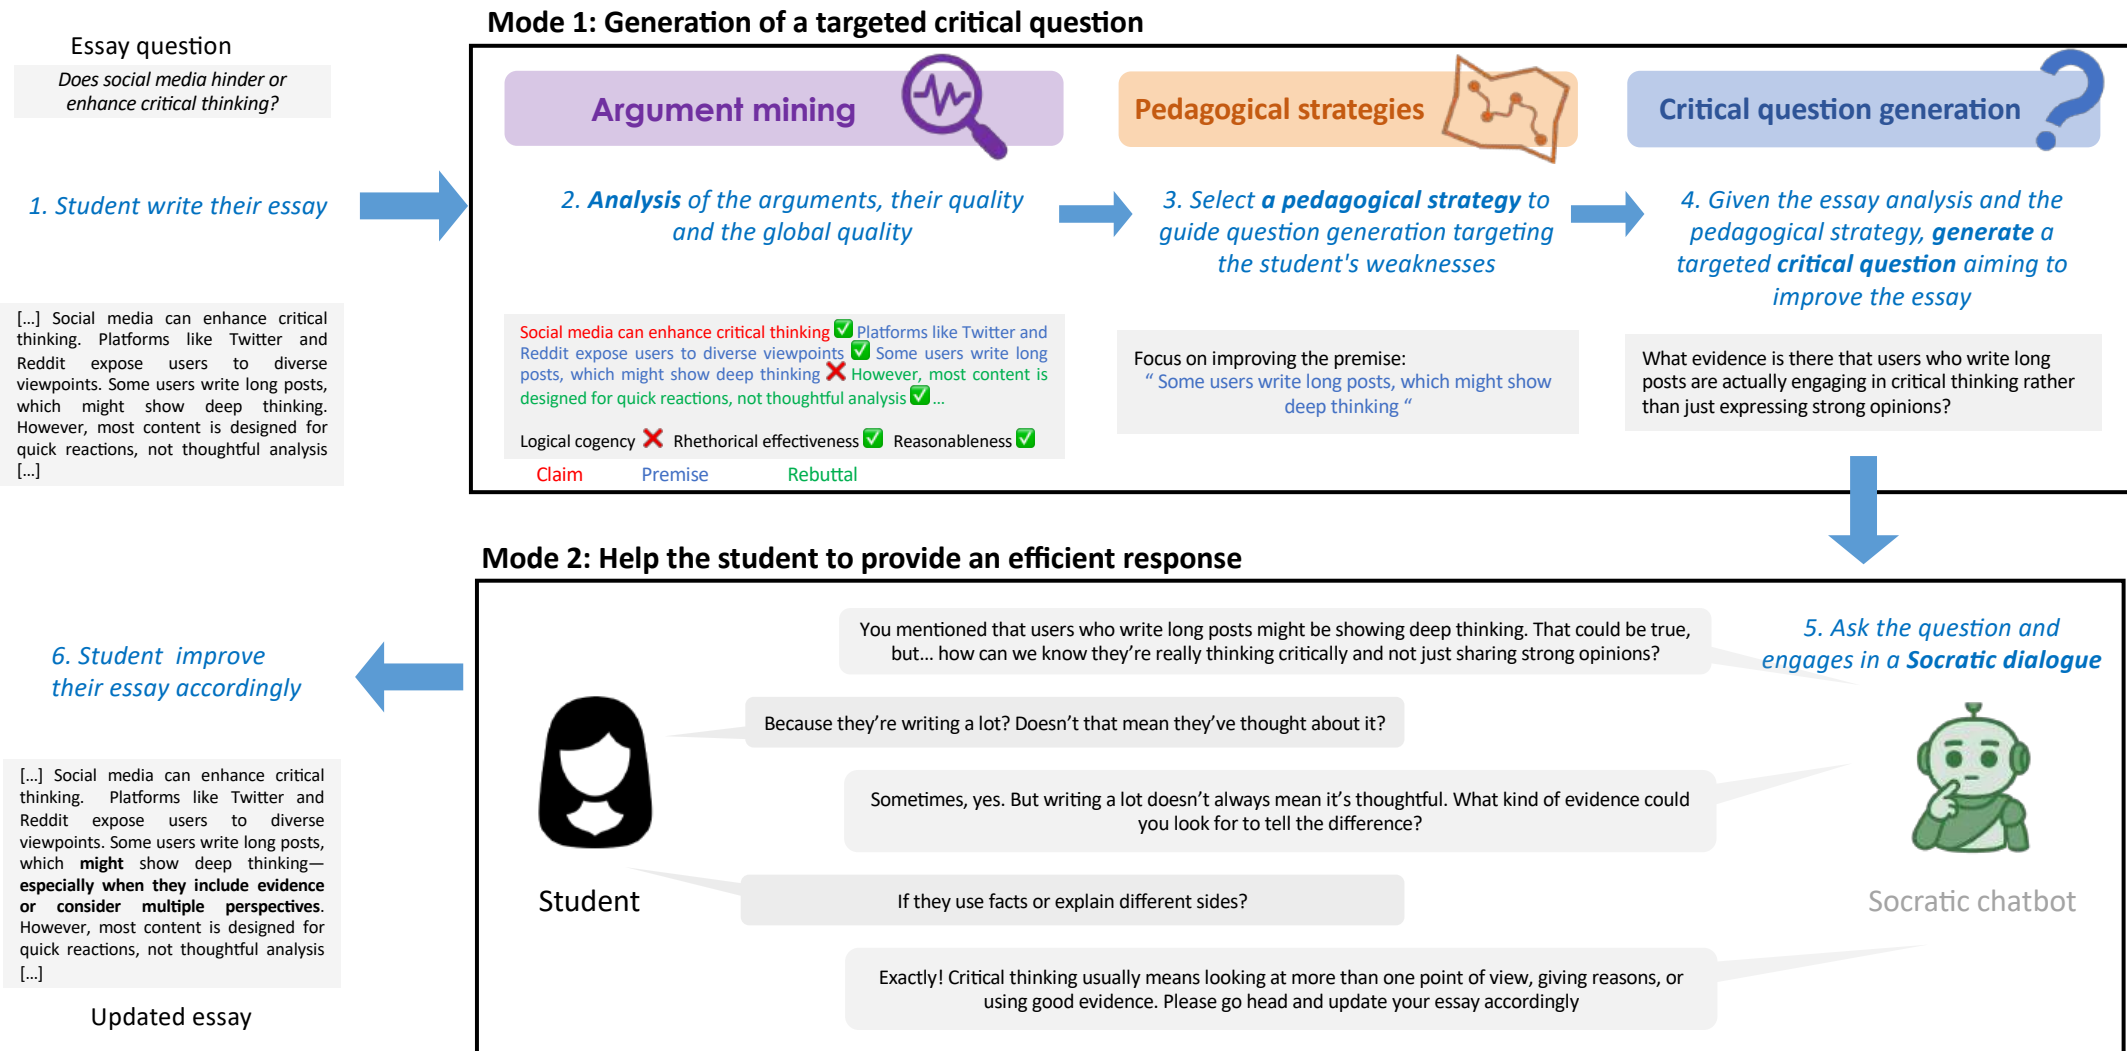 Mode 1: Generation of a targeted critical question
Essay question
Does social media hinder or
enhance critical thinking?
1. Student write their essay
[...] Social media can enhance critical
thinking. Platforms like Twitter and
Reddit expose users to diverse
viewpoints. Some users write long posts,
which might show deep thinking.
However, most content is designed for
quick reactions, not thoughtful analysis
[...]
Argument mining
2. Analysis of the arguments, their quality
and the global quality
Social media can enhance critical thinking ✅ Platforms like Twitter and
Reddit expose users to diverse viewpoints ✅ Some users write long
posts, which might show deep thinking ❌ However, most content is
designed for quick reactions, not thoughtful analysis ✅ ...
Logical cogency ❌ Rhethorical effectiveness ✅ Reasonableness ✅
Claim Premise Rebuttal
Pedagogical strategies
3. Select a pedagogical strategy to
guide question generation targeting
the student's weaknesses
Focus on improving the premise:
“ Some users write long posts, which might show
deep thinking “
Critical question generation
4. Given the essay analysis and the
pedagogical strategy, generate a
targeted critical question aiming to
improve the essay
What evidence is there that users who write long
posts are actually engaging in critical thinking rather
than just expressing strong opinions?
Mode 2: Help the student to provide an efficient response
5. Ask the question and
engages in a Socratic dialogue
You mentioned that users who write long posts might be showing deep thinking. That could be true,
but... how can we know they’re really thinking critically and not just sharing strong opinions?
Because they’re writing a lot? Doesn’t that mean they’ve thought about it?
Sometimes, yes. But writing a lot doesn’t always mean it’s thoughtful. What kind of evidence could
you look for to tell the difference?
If they use facts or explain different sides?
Exactly! Critical thinking usually means looking at more than one point of view, giving reasons, or
using good evidence. Please go head and update your essay accordingly
Student
Socratic chatbot
6. Student improve
their essay accordingly
[...] Social media can enhance critical
thinking. Platforms like Twitter and
Reddit expose users to diverse
viewpoints. Some users write long posts,
which might show deep thinking—
especially when they include evidence
or consider multiple perspectives.
However, most content is designed for
quick reactions, not thoughtful analysis
[...]
Updated essay